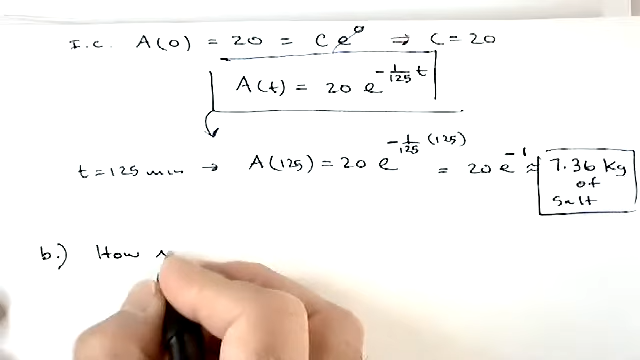 I.C. A(0) = 20 = C e^0 ⇒ C = 20
A(t) = 20 e^{-1/125 t}
t = 125 min → A(125) = 20 e^{-1/125 (125)} = 20 e^{-1} ≈ 7.36 Kg of salt
b.) How